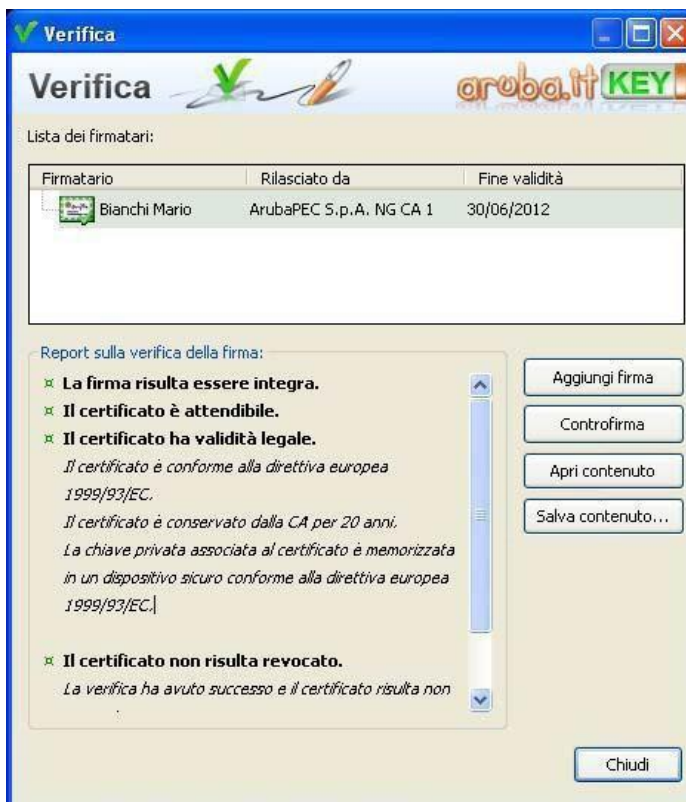 Verifica
Verifica
aruba.it KEY
Lista dei firmatari:
Firmatario Rilasciato da Fine validità
Bianchi Mario ArubaPEC S.p.A. NG CA 1 30/06/2012
Report sulla verifica della firma:
La firma risulta essere integra.
Il certificato è attendibile.
Il certificato ha validità legale.
Il certificato è conforme alla direttiva europea
1999/93/EC.
Il certificato è conservato dalla CA per 20 anni.
La chiave privata associata al certificato è memorizzata
in un dispositivo sicuro conforme alla direttiva europea
1999/93/EC.
Il certificato non risulta revocato.
La verifica ha avuto successo e il certificato risulta non
Aggiungi firma
Controfirma
Apri contenuto
Salva contenuto...
Chiudi